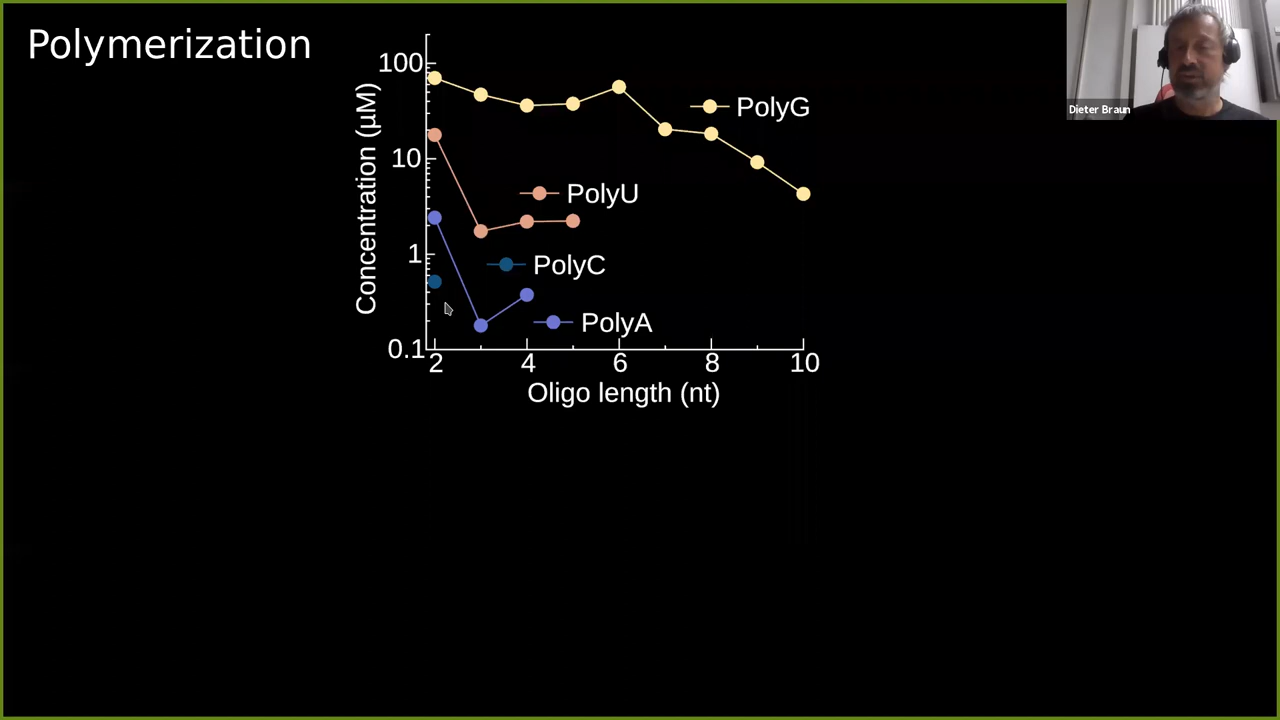 Polymerization
100
10
1
0.1
Concentration (µM)
PolyG
PolyU
PolyC
PolyA
2 4 6 8 10
Oligo length (nt)
Dieter Braun